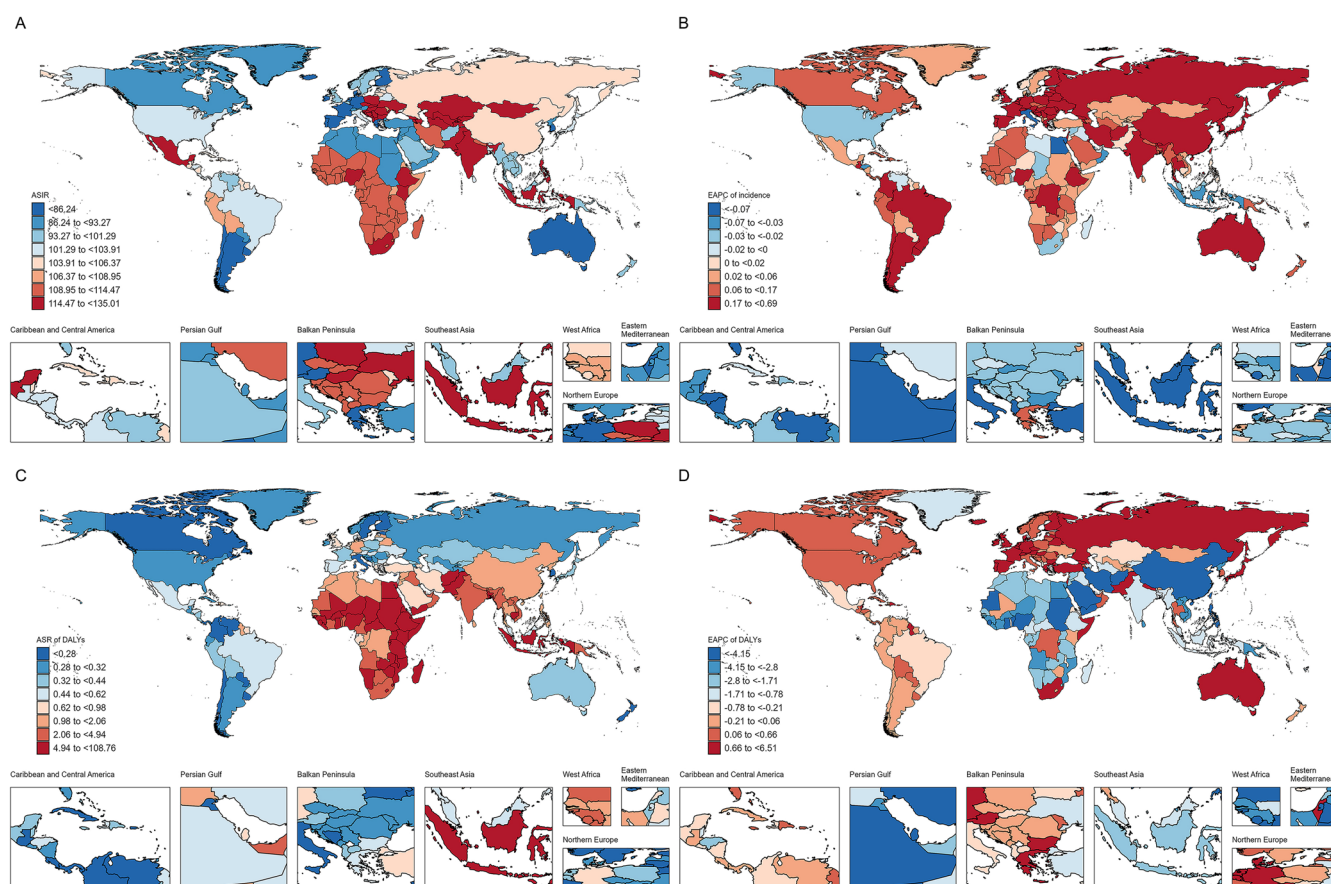 A
ASIR
<86.24
86.24 to <93.27
93.27 to <101.29
101.29 to <103.91
103.91 to <106.37
106.37 to <108.95
108.95 to <114.47
114.47 to <135.01
Caribbean and Central America
Persian Gulf
Balkan Peninsula
Southeast Asia
West Africa
Eastern
Mediterranean
Northern Europe
B
EAPC of incidence
<-0.07
-0.07 to <-0.03
-0.03 to <-0.02
-0.02 to <0
0 to <0.02
0.02 to <0.06
0.06 to <0.17
0.17 to <0.69
Caribbean and Central America
Persian Gulf
Balkan Peninsula
Southeast Asia
West Africa
Eastern
Mediterranean
Northern Europe
C
ASR pf DALYs
<0.28
0.28 to <0.32
0.32 to <0.44
0.44 to <0.62
0.62 to <0.98
0.98 to <2.06
2.06 to <4.94
4.94 to <108.76
Caribbean and Central America
Persian Gulf
Balkan Peninsula
Southeast Asia
West Africa
Eastern
Mediterranean
Northern Europe
D
EAPC of DALYs
<-4.15
-4.15 to <-2.8
-2.8 to <-1.71
-1.71 to <-0.78
-0.78 to <-0.21
-0.21 to <0.06
0.06 to <0.66
0.66 to <6.51
Caribbean and Central America
Persian Gulf
Balkan Peninsula
Southeast Asia
West Africa
Eastern
Mediterranean
Northern Europe